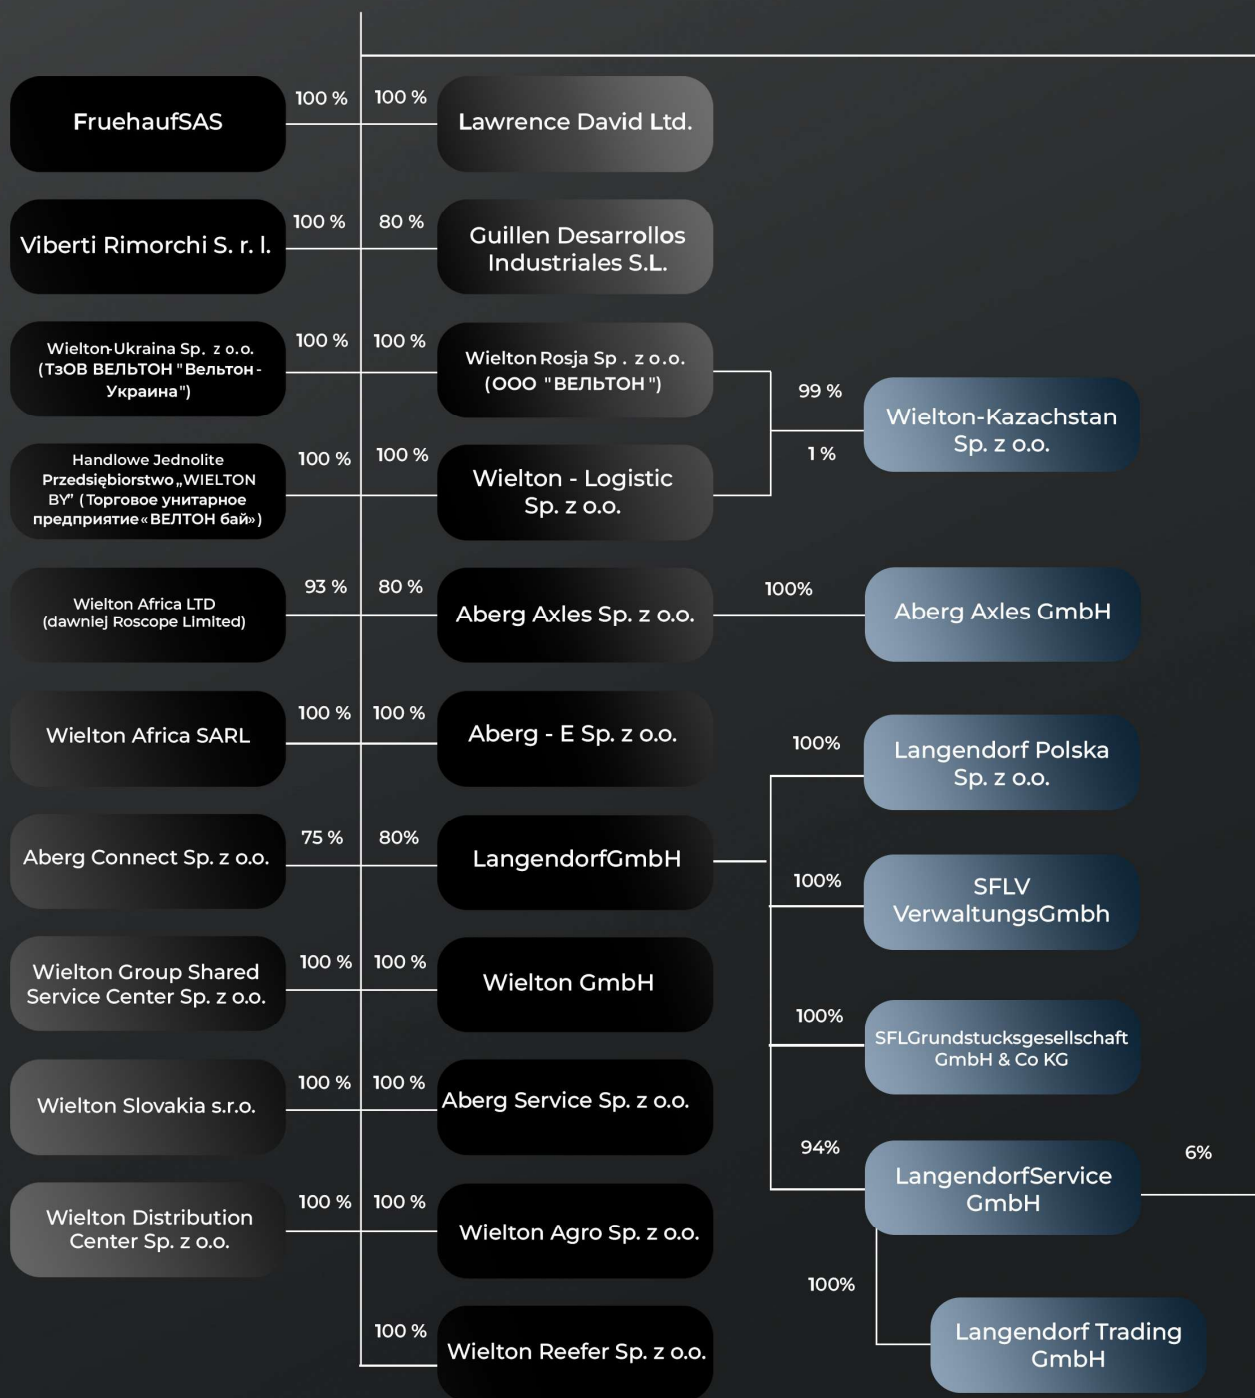 100 %
100 %
FruehaufSAS
Lawrence David Ltd.
100 %
80 %
Viberti Rimorchi S. r. l.
Guillen Desarrollos
Industriales S.L.
100 %
100 %
Wielton-Ukraina Sp. z o.o.
(ТзОВ ВЕЛЬТОН "Вельтон-
Украина")
Wielton Rosja Sp . z o.o.
(ООО "ВЕЛЬТОН")
99 %
1 %
Wielton-Kazachstan
Sp. z o.o.
100 %
100 %
Handlowe Jednolite
Przedsiębiorstwo „WIELTON
BY” (Торговое унитарное
предприятие «ВЕЛТОН бай»)
Wielton - Logistic
Sp. z o.o.
93 %
80 %
100%
Wielton Africa LTD
(dawniej Roscope Limited)
Aberg Axles Sp. z o.o.
Aberg Axles GmbH
100 %
100 %
Wielton Africa SARL
Aberg - E Sp. z o.o.
100%
Langendorf Polska
Sp. z o.o.
75 %
80%
Aberg Connect Sp. z o.o.
LangendorfGmbH
100%
SFLV
VerwaltungsGmbh
100 %
100 %
Wielton Group Shared
Service Center Sp. z o.o.
Wielton GmbH
100%
SFLGrundstucksgesellschaft
GmbH & Co KG
100 %
100 %
Wielton Slovakia s.r.o.
Aberg Service Sp. z o.o.
94%
LangendorfService
GmbH
6%
100 %
100 %
Wielton Distribution
Center Sp. z o.o.
Wielton Agro Sp. z o.o.
100%
Langendorf Trading
GmbH
100 %
Wielton Reefer Sp. z o.o.